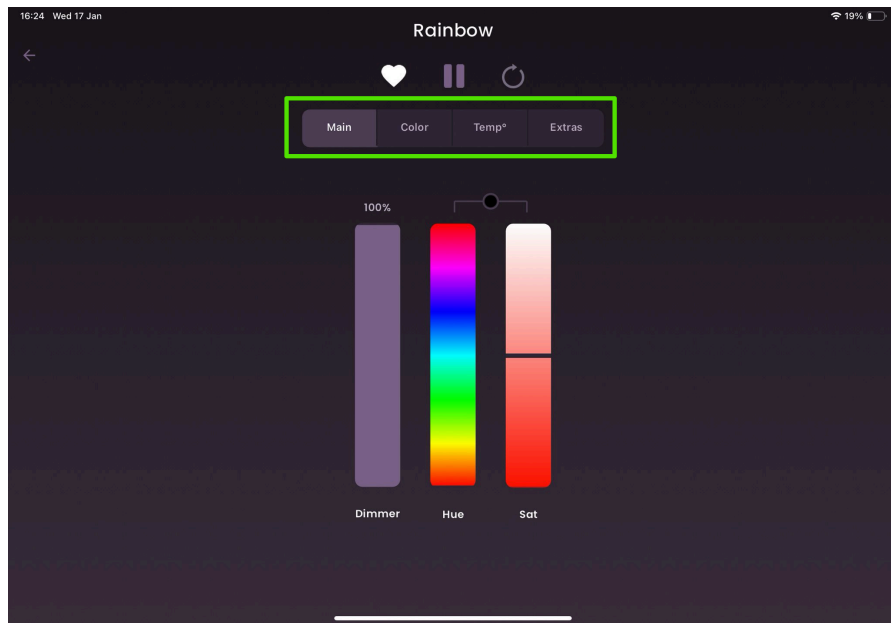 16:24 Wed 17 Jan
19%
Rainbow
Main Color Temp° Extras
100%
Dimmer Hue Sat